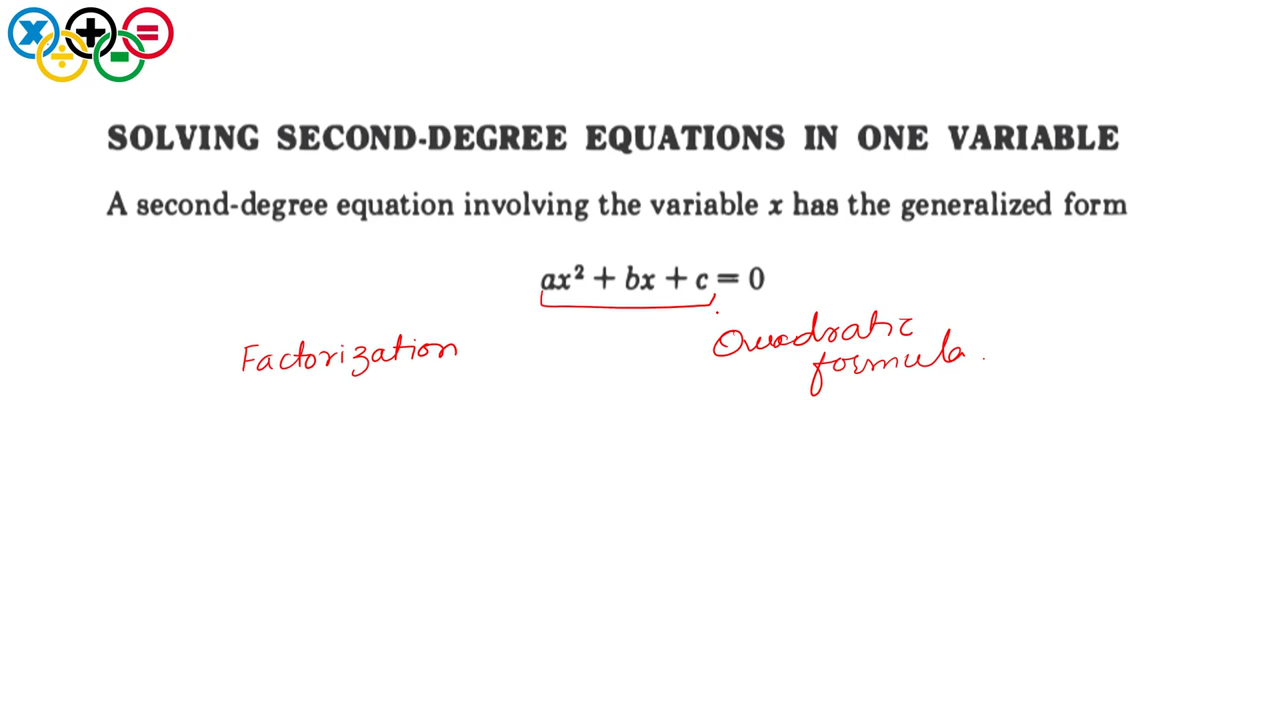 × + =
÷ -
SOLVING SECOND-DEGREE EQUATIONS IN ONE VARIABLE
A second-degree equation involving the variable x has the generalized form
ax² + bx + c = 0
Factorization
Quadratic
formula.